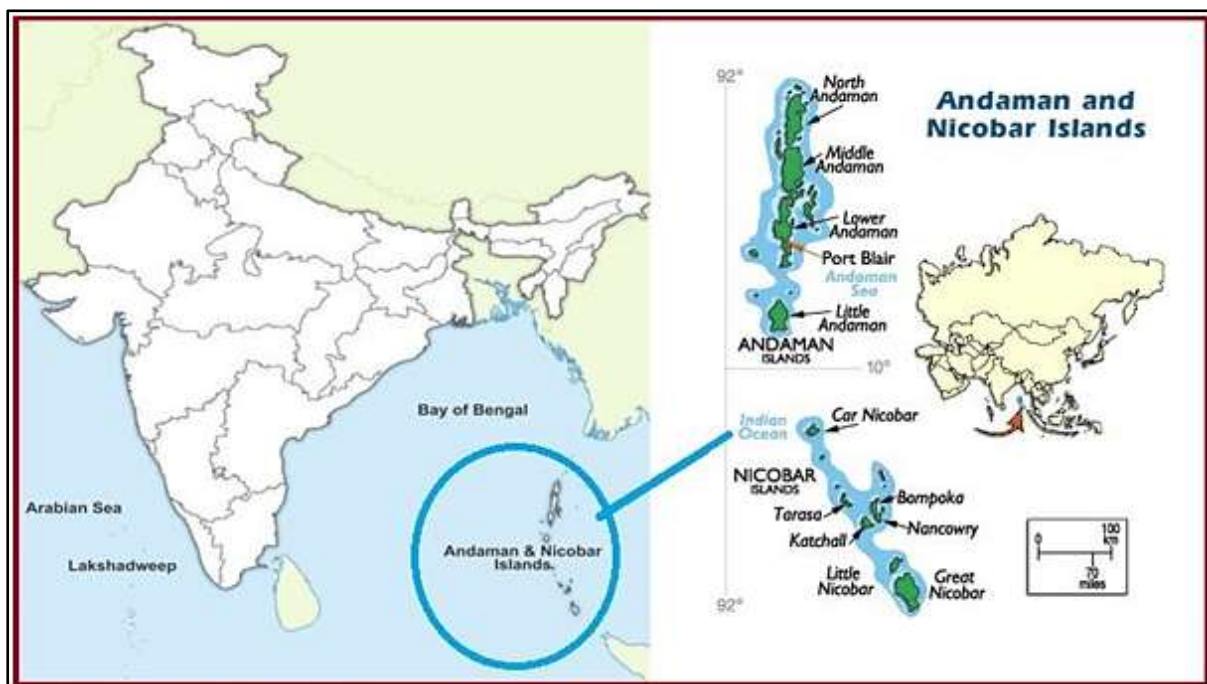 Bay of Bengal
Arabian Sea
Lakshadweep
Andaman & Nicobar
Islands
Andaman and
Nicobar Islands
92°
North
Andaman
Middle
Andaman
Lower
Andaman
Port Blair
Andaman
Sea
Little
Andaman
ANDAMAN
ISLANDS
10°
Indian
Ocean
Car Nicobar
NICOBAR
ISLANDS
Tarasa
Bompoka
Katchall
Nancowry
Little
Nicobar
Great
Nicobar
92°
0
100
km
70
miles